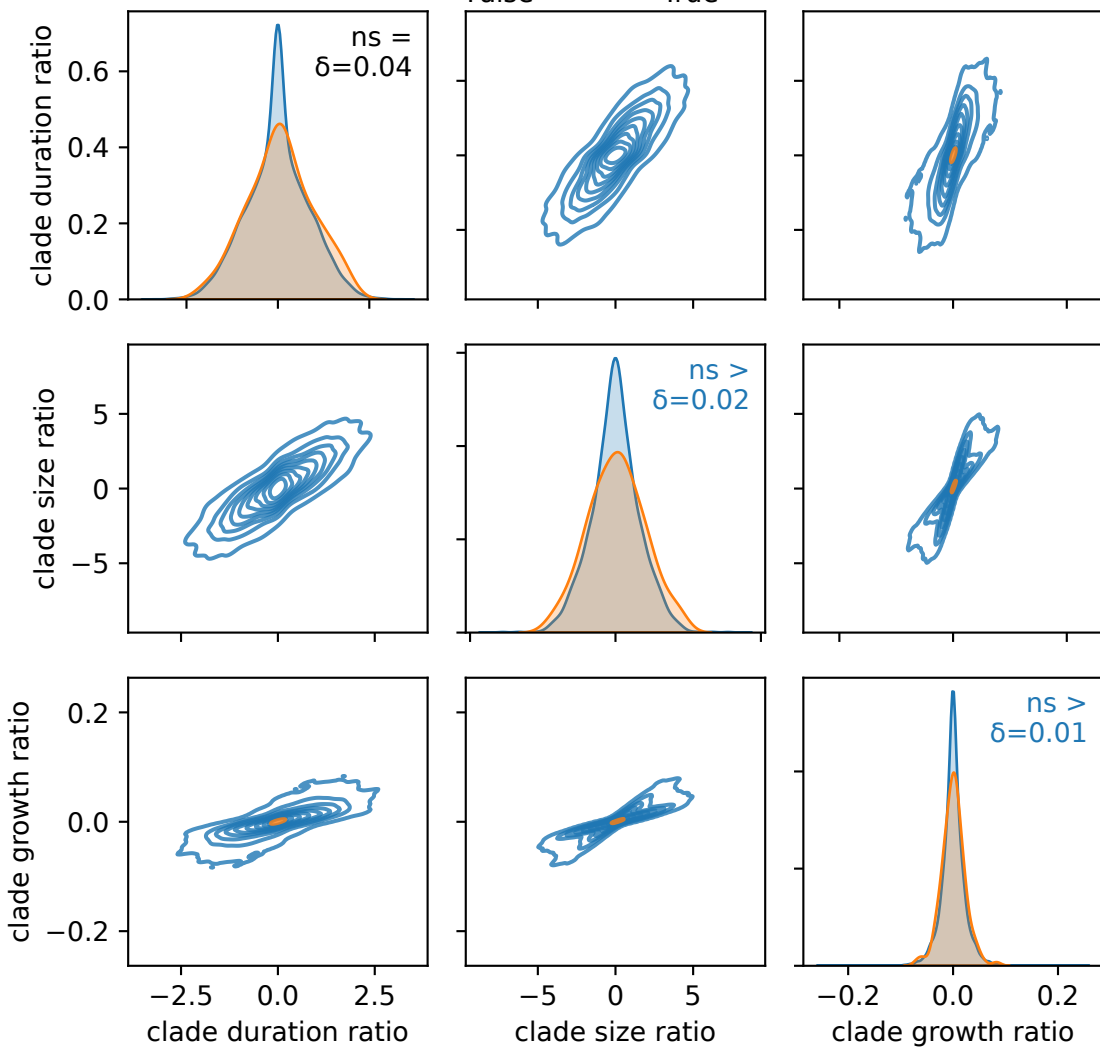 clade duration ratio
0.6
0.4
0.2
0.0
ns =
δ=0.04
clade size ratio
5
0
−5
ns >
δ=0.02
clade growth ratio
0.2
0.0
−0.2
ns >
δ=0.01
−2.5 0.0 2.5
−5 0 5
−0.2 0.0 0.2
clade duration ratio
clade size ratio
clade growth ratio